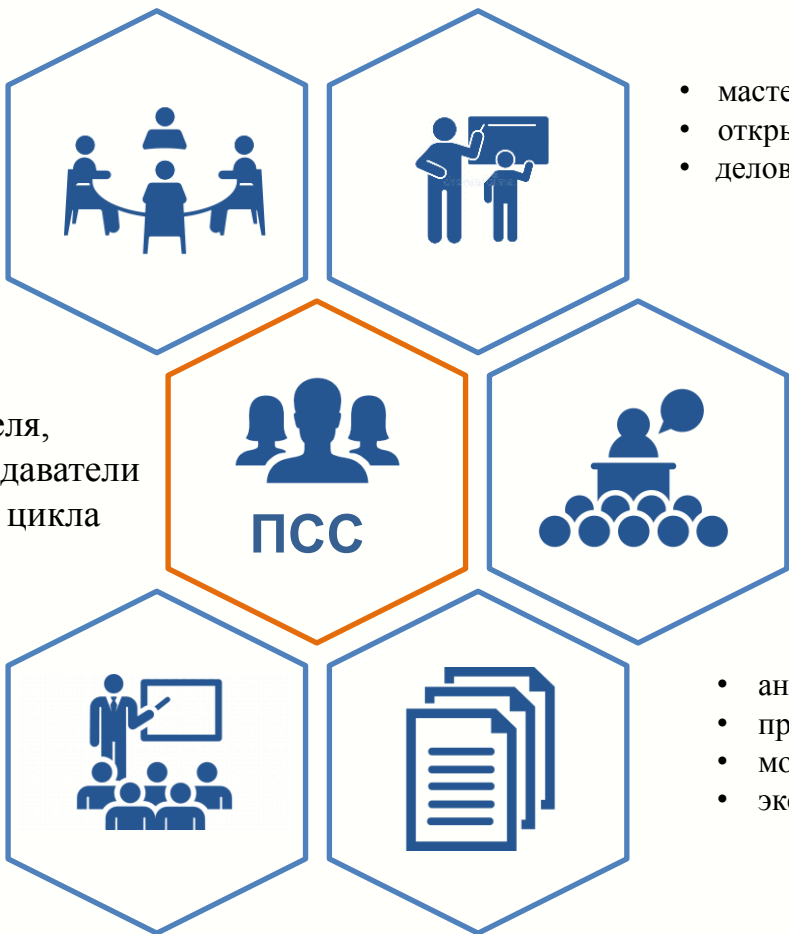 • масте
• откры
• делов
еля,
даватели
цикла
ПСС
• ан
• пр
• мо
• эк